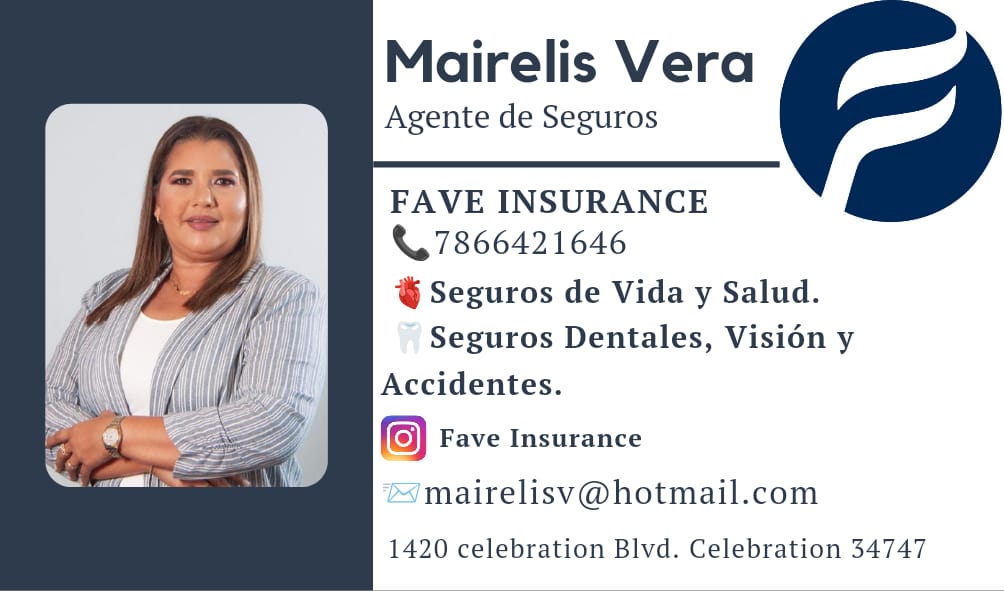 Mairelis Vera
Agente de Seguros
FAVE INSURANCE
📞7866421646
🫀Seguros de Vida y Salud.
🦷Seguros Dentales, Visión y
Accidentes.
Fave Insurance
📨mairelisv@hotmail.com
1420 celebration Blvd. Celebration 34747